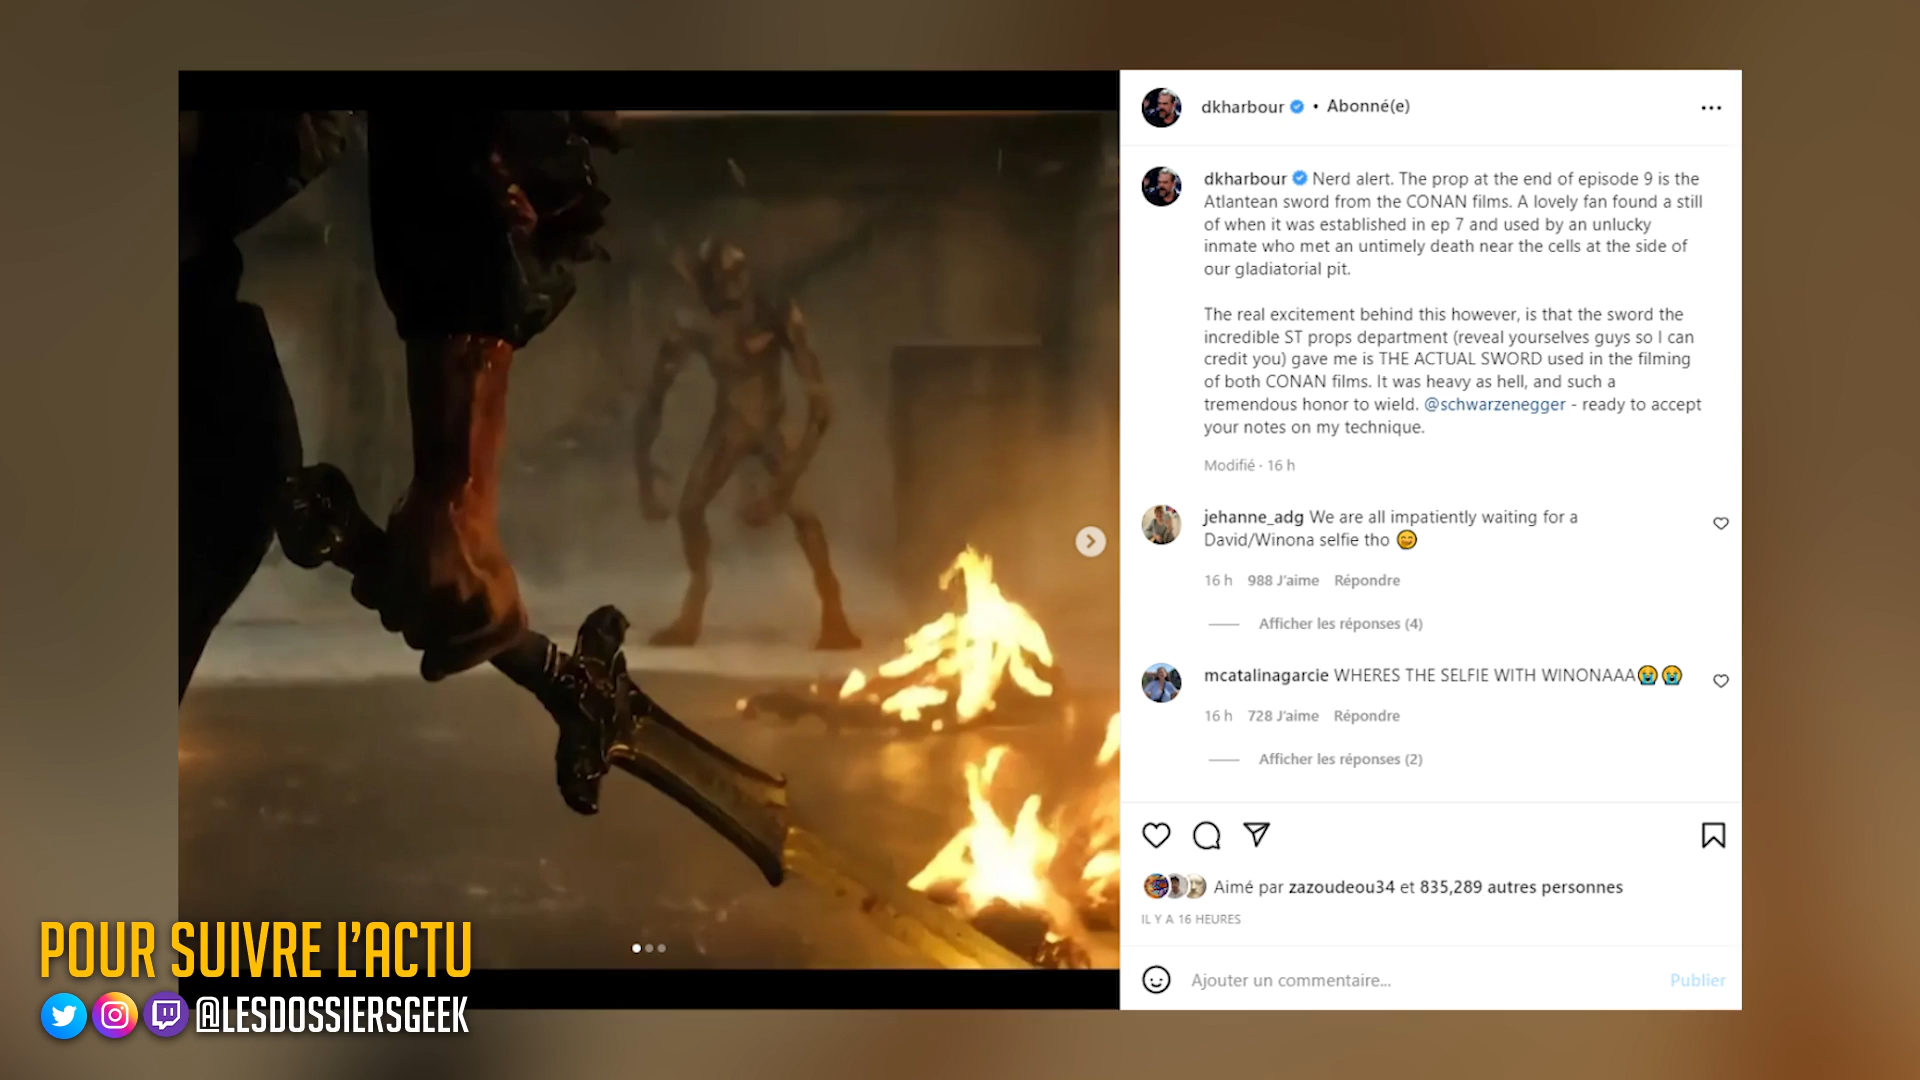 dkharbour • Abonné(e)
dkharbour Nerd alert. The prop at the end of episode 9 is the
Atlantean sword from the CONAN films. A lovely fan found a still
of when it was established in ep 7 and used by an unlucky
inmate who met an untimely death near the cells at the side of
our gladiatorial pit.
The real excitement behind this however, is that the sword the
incredible ST props department (reveal yourselves guys so I can
credit you) gave me is THE ACTUAL SWORD used in the filming
of both CONAN films. It was heavy as hell, and such a
tremendous honor to wield. @schwarzenegger - ready to accept
your notes on my technique.
Modifié · 16 h
jehanne_adg We are all impatiently waiting for a
David/Winona selfie tho 😄
16 h 988 J'aime Répondre
Afficher les réponses (4)
mcatalinagarcie WHERES THE SELFIE WITH WINONAAA😭😭
16 h 728 J'aime Répondre
Afficher les réponses (2)
Aimé par zazoudeou34 et 835,289 autres personnes
IL Y A 16 HEURES
Ajouter un commentaire...
Publier
POUR SUIVRE L'ACTU
@LESDOSSIERSGEEK